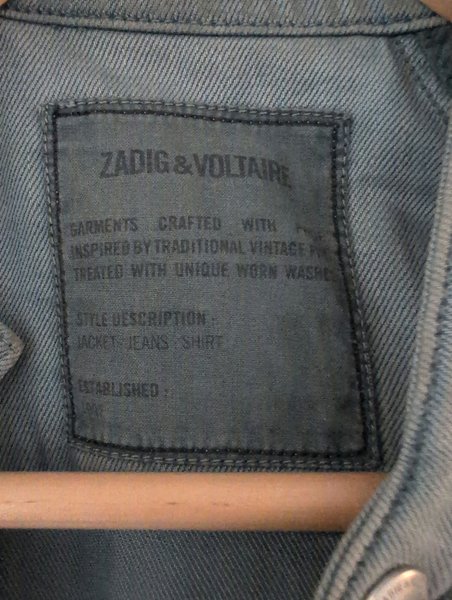 ZADIG&VOLTAIRE
GARMENTS CRAFTED WITH
INSPIRED BY TRADITIONAL VINTAGE
TREATED WITH UNIQUE WORN
STYLE DESCRIPTION :
JACKET JEANS SHIRT
ESTABLISHED :